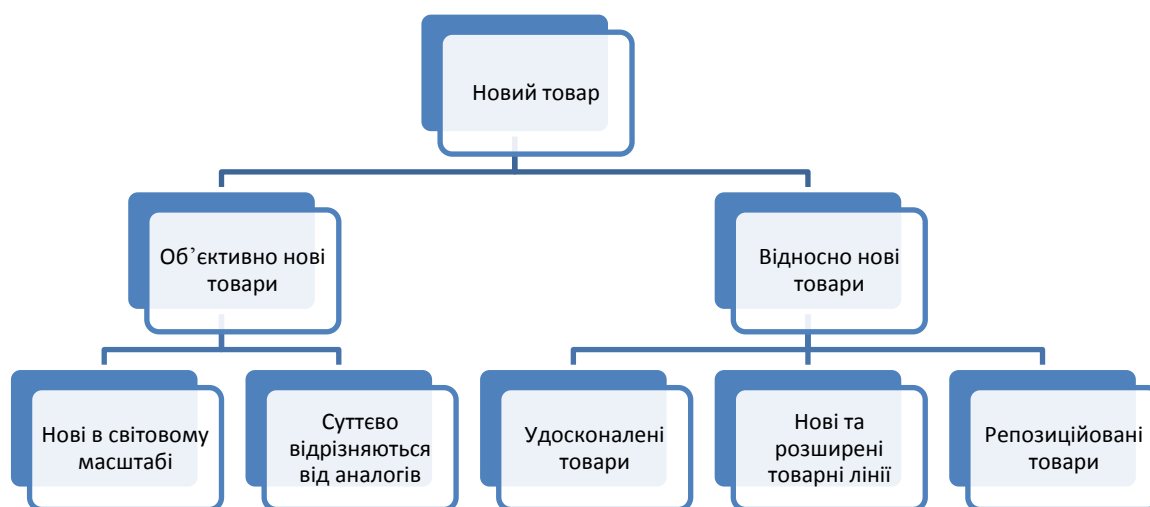 Новий товар
Об’єктивно нові
товари
Відносно нові
товари
Нові в світовому
масштабі
Суттєво
відрізняються
від аналогів
Удосконалені
товари
Нові та
розширені
товарні лінії
Репозиційовані
товари